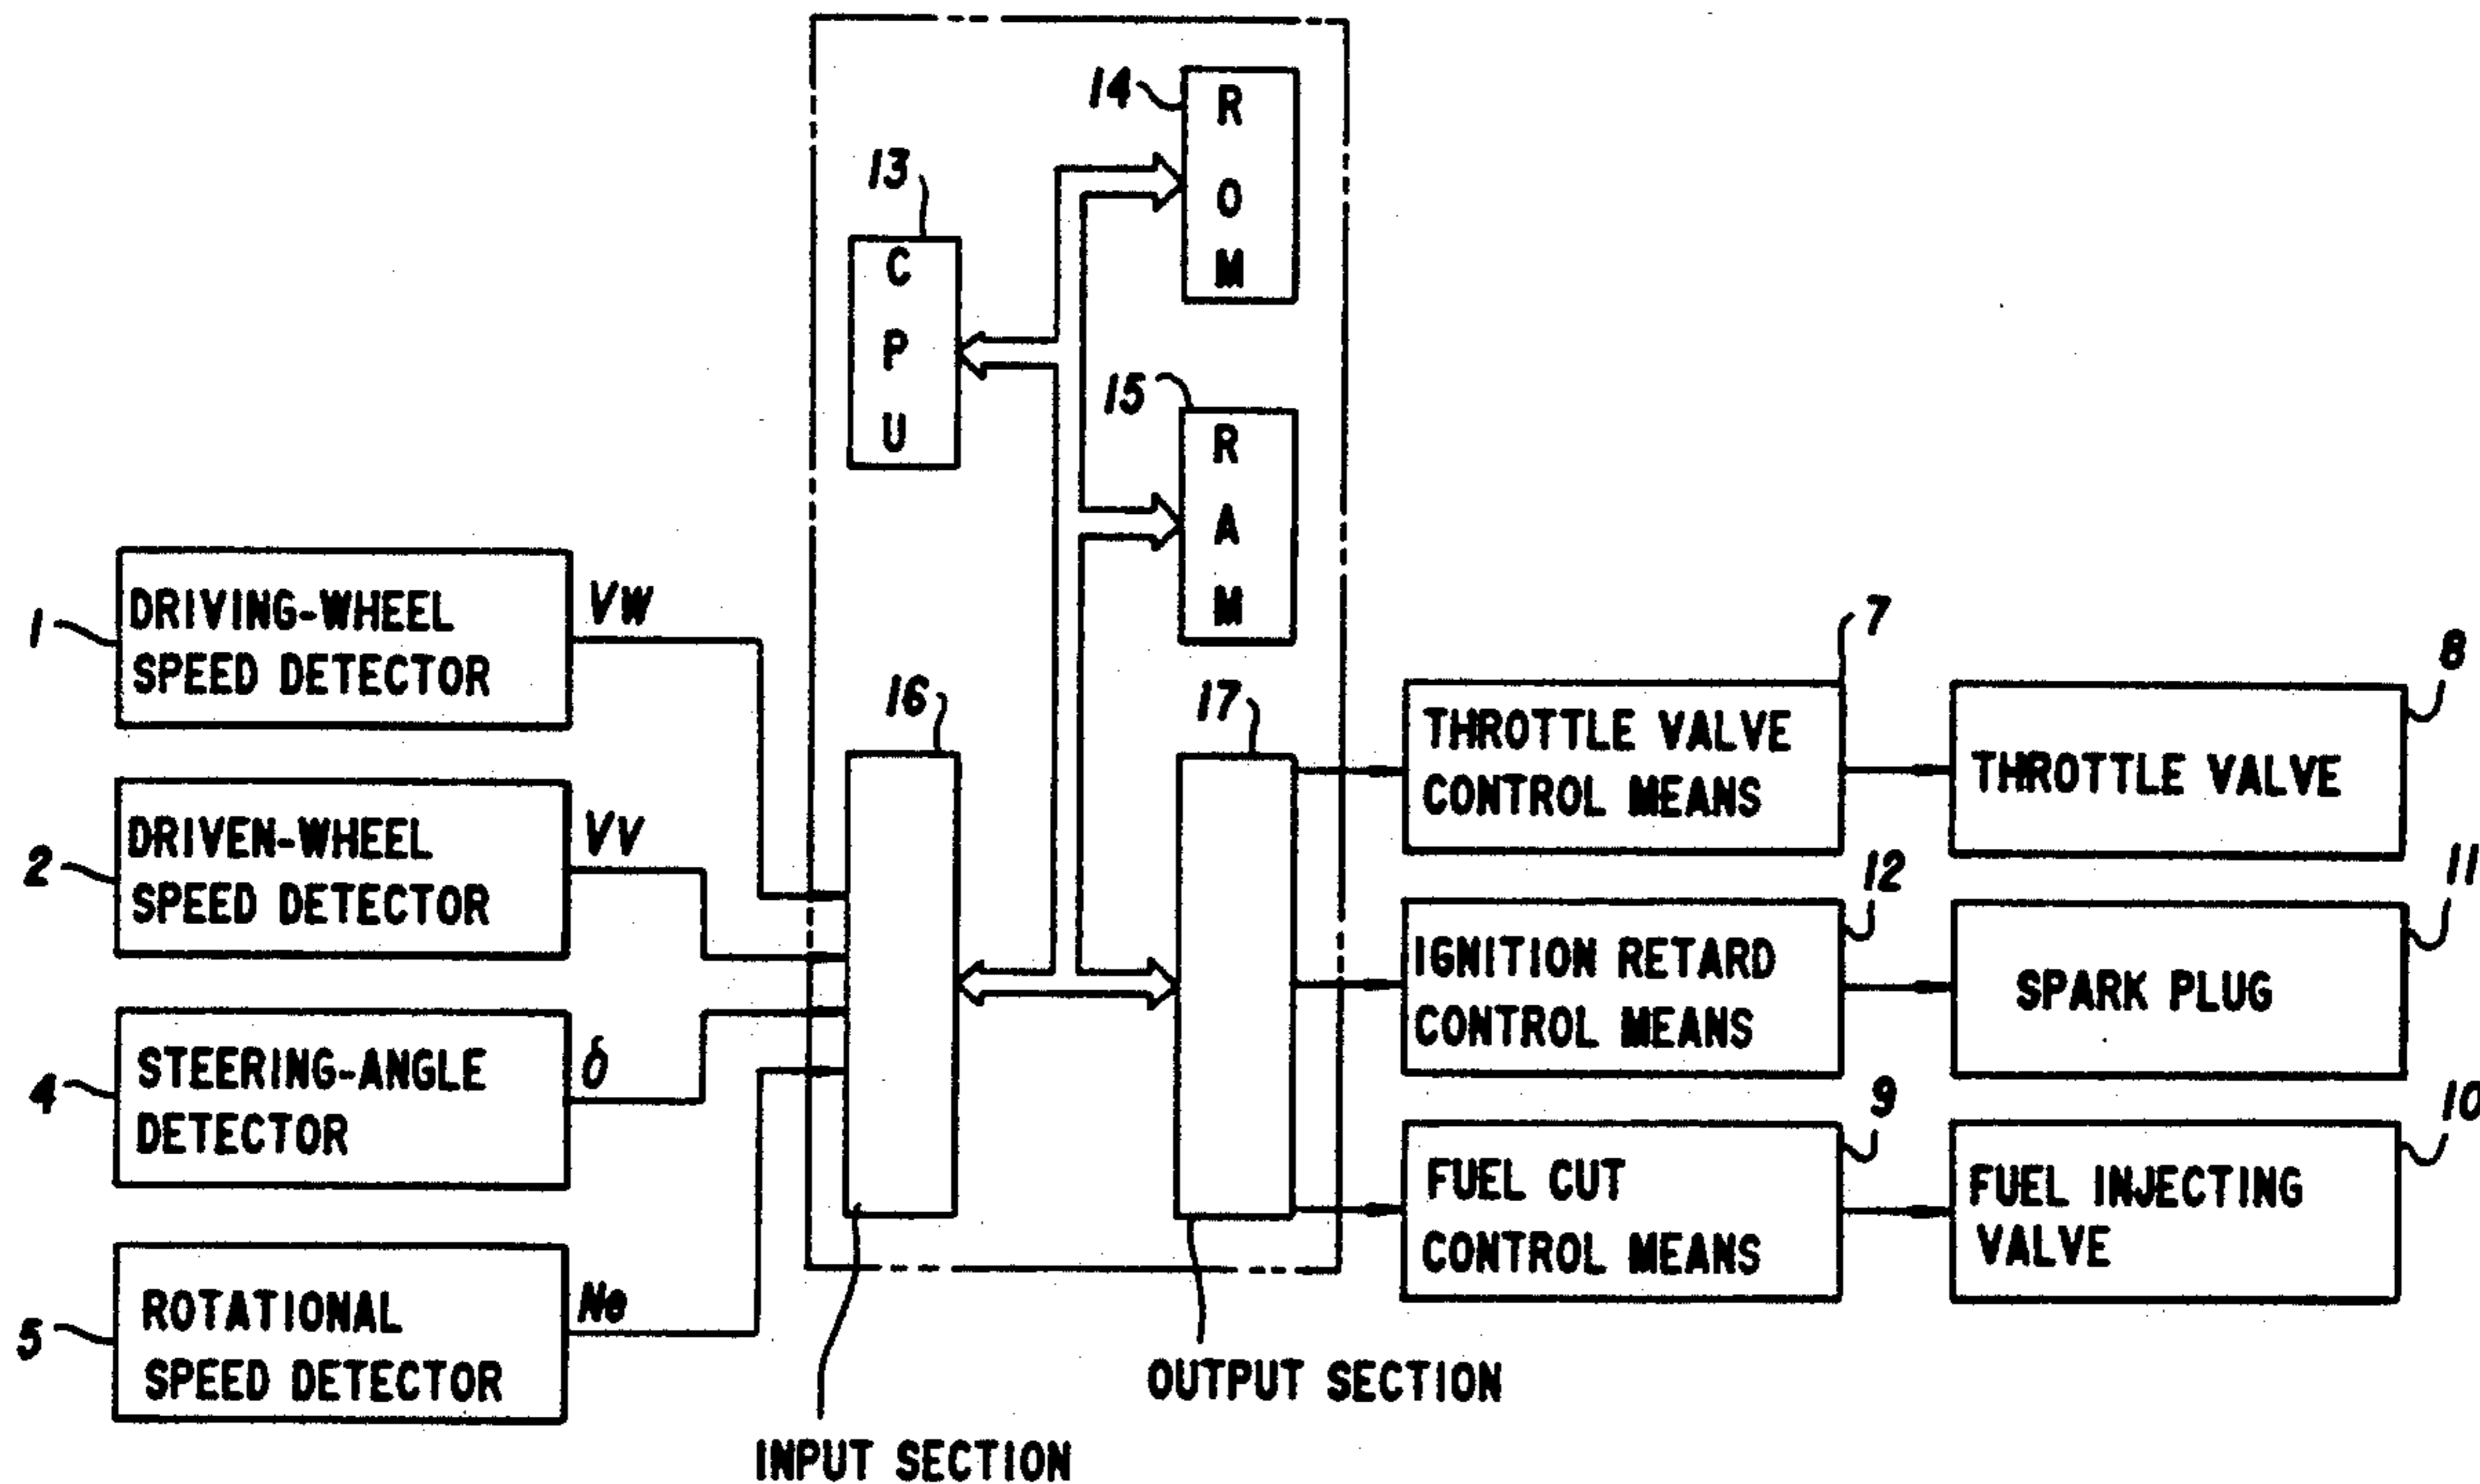 14
R
O
M
13
C
P
U
15
R
A
M
1
DRIVING-WHEEL
SPEED DETECTOR
VW
2
DRIVEN-WHEEL
SPEED DETECTOR
VV
4
STEERING-ANGLE
DETECTOR
δ
5
ROTATIONAL
SPEED DETECTOR
Ne
16
17
INPUT SECTION
OUTPUT SECTION
7
THROTTLE VALVE
CONTROL MEANS
8
THROTTLE VALVE
12
IGNITION RETARD
CONTROL MEANS
11
SPARK PLUG
9
FUEL CUT
CONTROL MEANS
10
FUEL INJECTING
VALVE